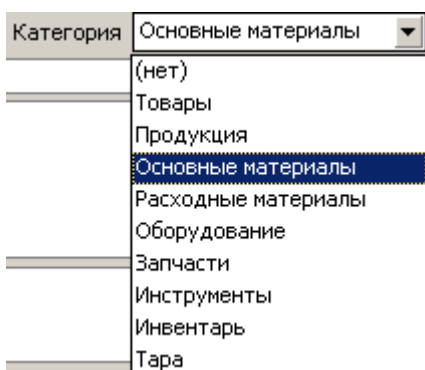 Категория Основные материалы
(нет)
Товары
Продукция
Основные материалы
Расходные материалы
Оборудование
Запчасти
Инструменты
Инвентарь
Тара